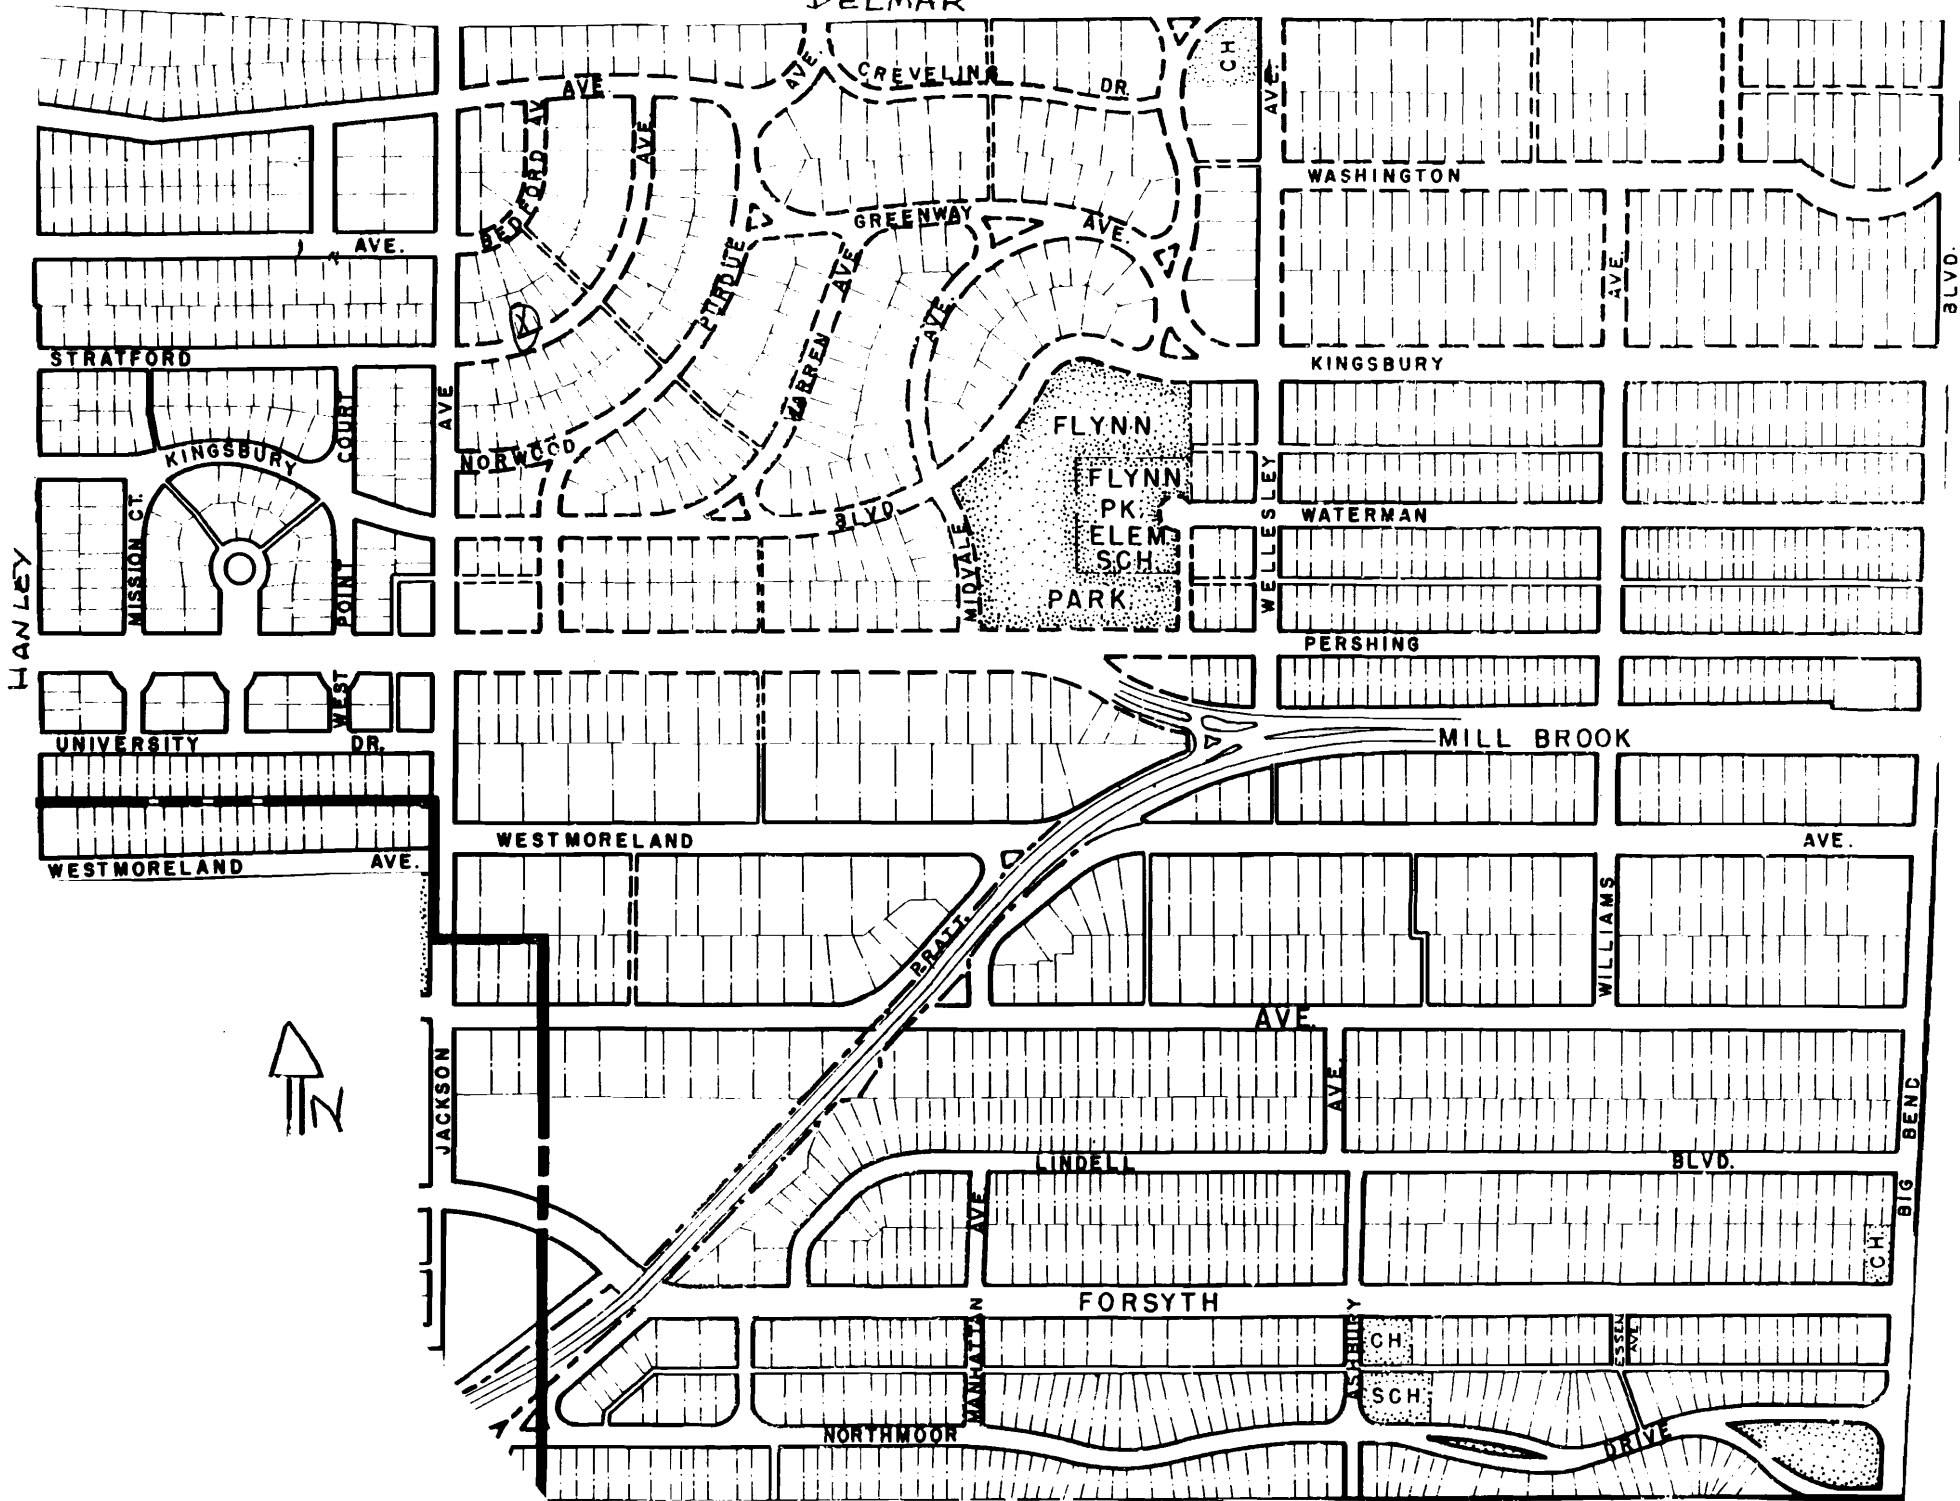 DELMAR
CH
AVE.
CREVELING
DR.
AVE
AVE.
BEDFORD AV.
AVE.
WASHINGTON
GREENWAY
AVE.
AVE.
PURDUE
AVE
AVE.
AVE.
BLVD.
X
WARREN
STRATFORD
KINGSBURY
COURT
AVE
FLYNN
NORWOOD
KINGSBURY
FLYNN
PK.
ELEM.
SCH.
PARK
WELLESLEY
WATERMAN
BLVD.
MISSION CT.
MIDVALE
HANLEY
WEST POINT
PERSHING
UNIVERSITY
DR.
MILL BROOK
WESTMORELAND
AVE.
WESTMORELAND
AVE.
WILLIAMS
PRATT.
AVE.
N
JACKSON
AVE.
BIG BEND
LINDELL
BLVD.
AVE
CH.
FORSYTH
MANHATTAN
ASHBURY
CH.
ESSEN AVE.
SCH.
NORTHMOOR
DRIVE